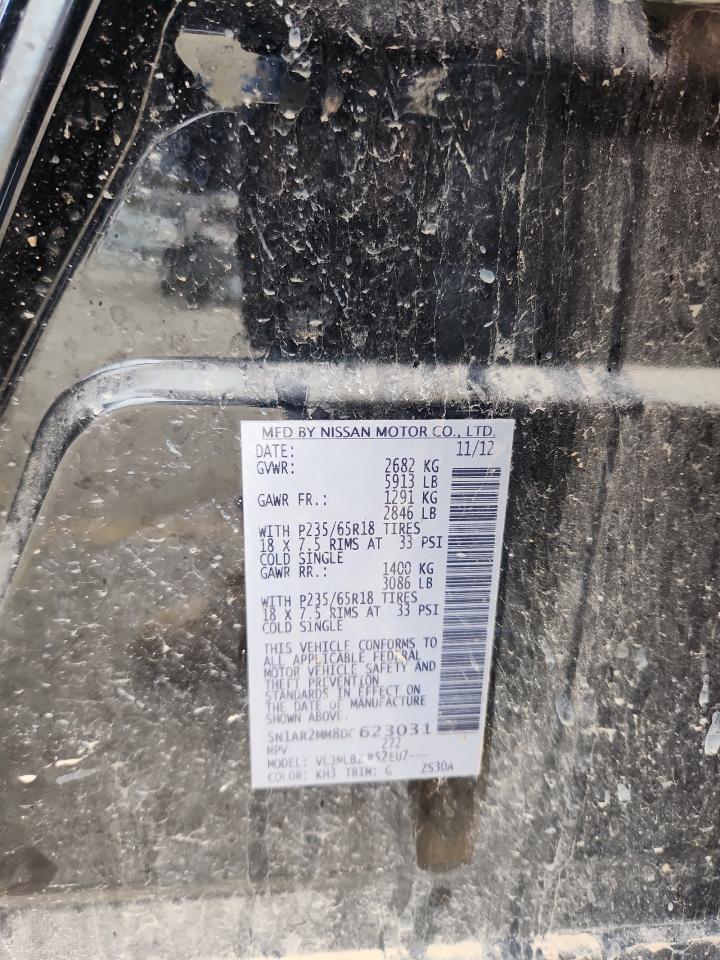 MFD BY NISSAN MOTOR CO., LTD.
DATE: 11/12
GVWR: 2682 KG
5913 LB
GAWR FR.: 1291 KG
2846 LB
WITH P235/65R18 TIRES
18 X 7.5 RIMS AT 33 PSI
COLD SINGLE
GAWR RR.: 1400 KG
3086 LB
WITH P235/65R18 TIRES
18 X 7.5 RIMS AT 33 PSI
COLD SINGLE
THIS VEHICLE CONFORMS TO
ALL APPLICABLE FEDERAL
MOTOR VEHICLE SAFETY AND
THEFT PREVENTION
STANDARDS IN EFFECT ON
THE DATE OF MANUFACTURE
SHOWN ABOVE.
623031
MPV 272
MODEL:
COLOR: KH3 TRIM: G ZS30A